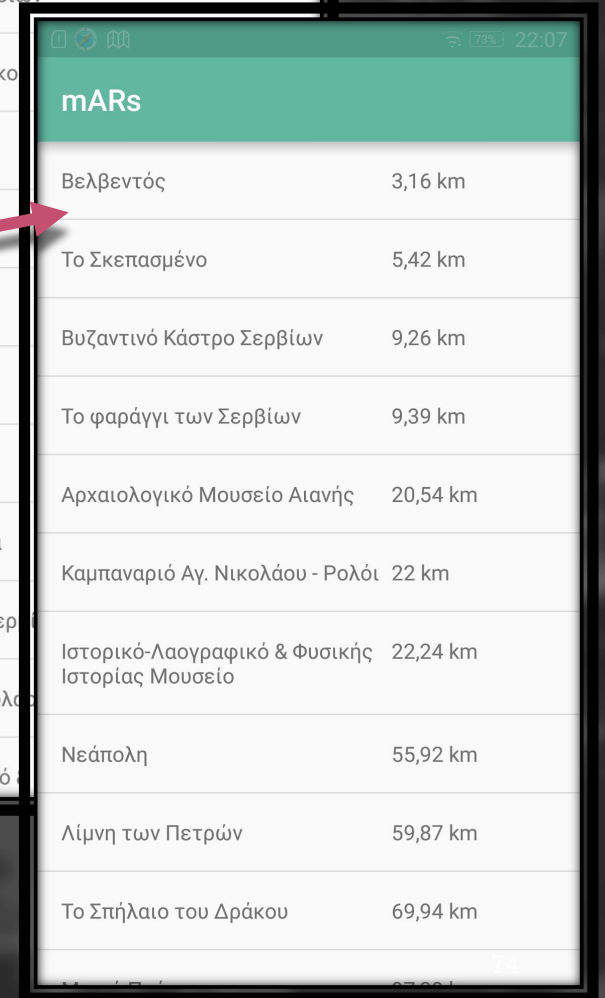 73% 22:07
mARs
Βελβεντός 3,16 km
Το Σκεπασμένο 5,42 km
Βυζαντινό Κάστρο Σερβίων 9,26 km
Το φαράγγι των Σερβίων 9,39 km
Αρχαιολογικό Μουσείο Αιανής 20,54 km
Καμπαναριό Αγ. Νικολάου - Ρολόι 22 km
Ιστορικό-Λαογραφικό & Φυσικής 22,24 km
Ιστορίας Μουσείο
Νεάπολη 55,92 km
Λίμνη των Πετρών 59,87 km
Το Σπήλαιο του Δράκου 69,94 km
74